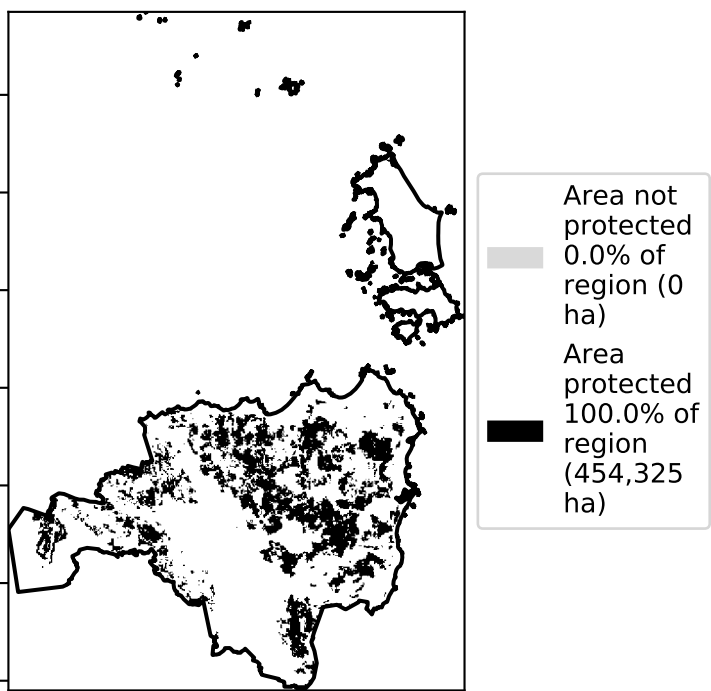 Area not
protected
0.0% of
region (0
ha)
Area
protected
100.0% of
region
(454,325
ha)